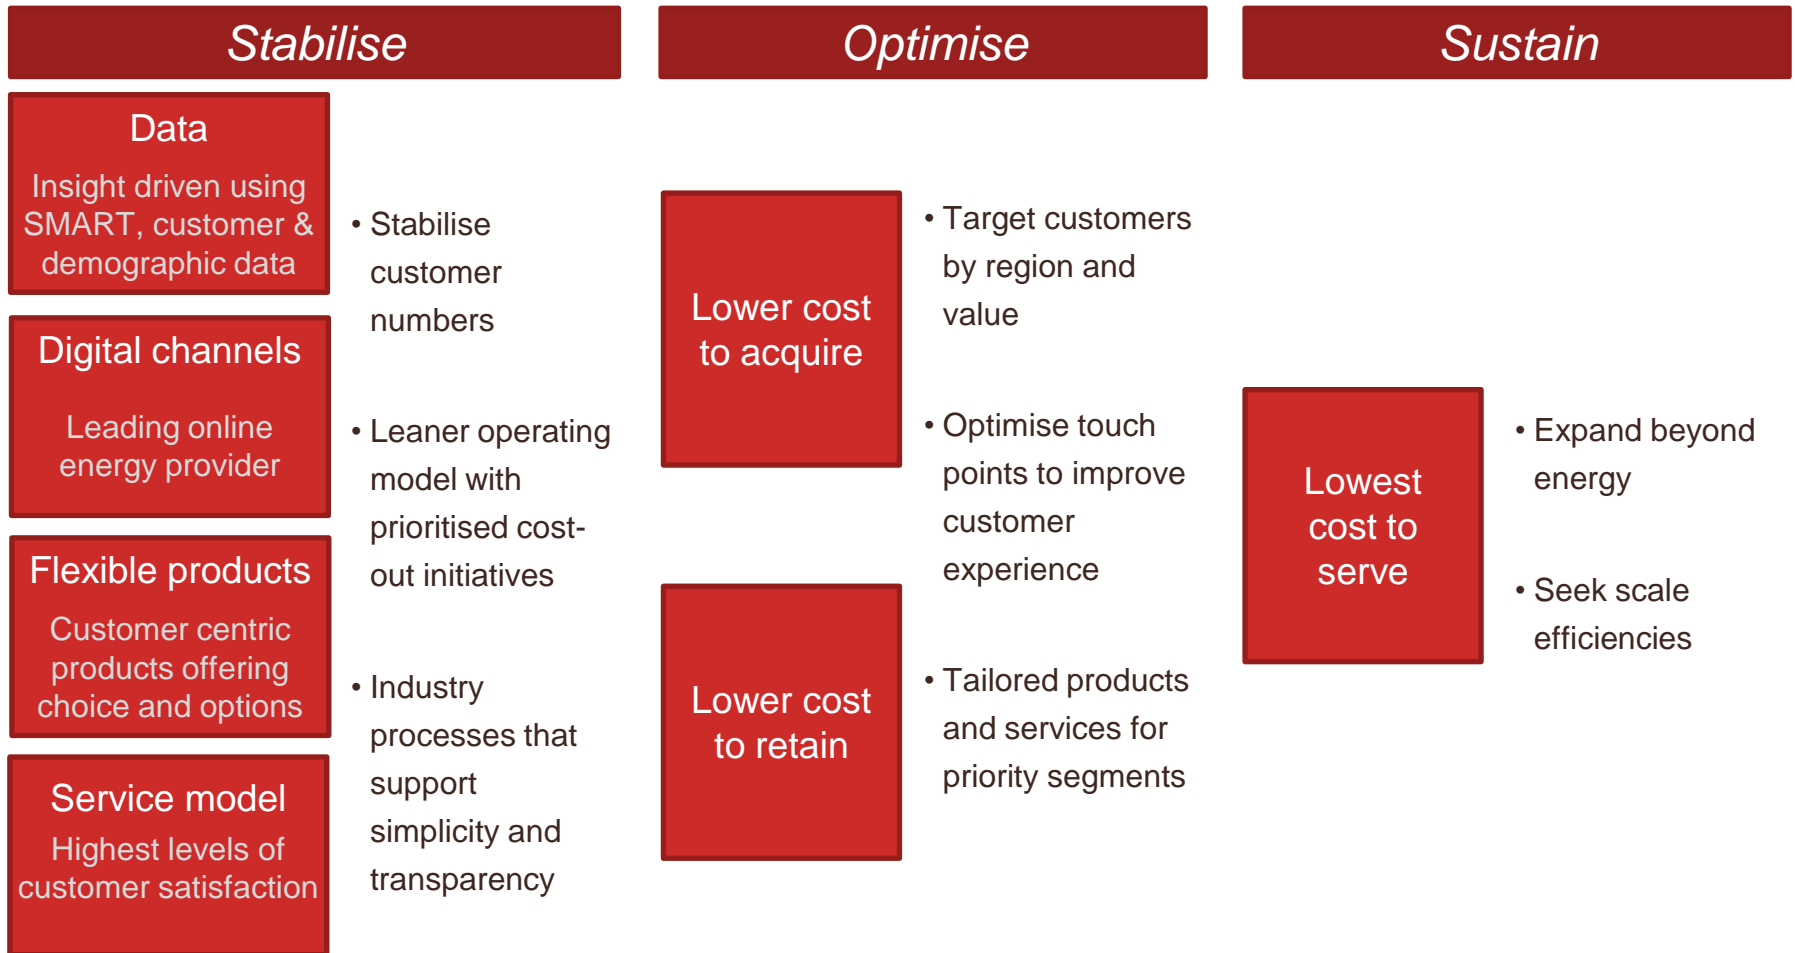 Stabilise
Data
Insight driven using
SMART, customer &
demographic data
Digital channels
Leading online
energy provider
Flexible products
Customer centric
products offering
choice and options
Service model
Highest levels of
customer satisfaction
• Stabilise
customer
numbers
• Leaner operating
model with
prioritised cost-
out initiatives
• Industry
processes that
support
simplicity and
transparency
Optimise
Lower cost
to acquire
Lower cost
to retain
• Target customers
by region and
value
• Optimise touch
points to improve
customer
experience
• Tailored products
and services for
priority segments
Sustain
Lowest
cost to
serve
• Expand beyond
energy
• Seek scale
efficiencies